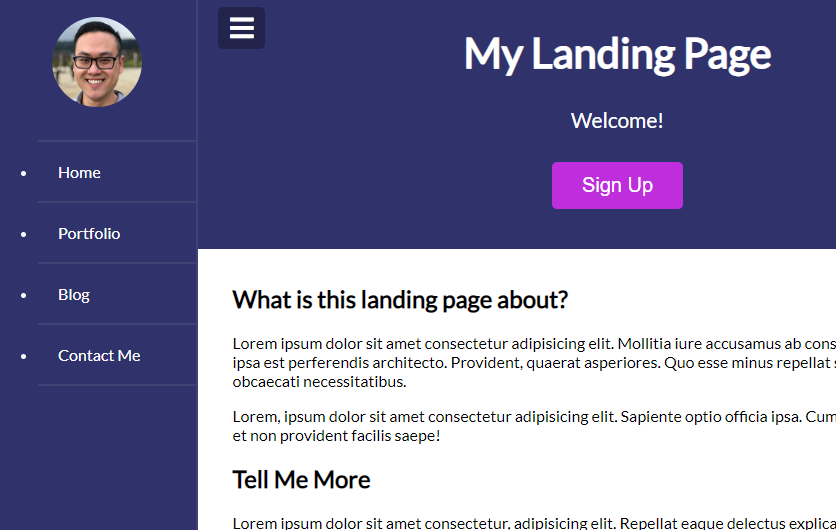 My Landing Page
Welcome!
Sign Up
Home
Portfolio
Blog
Contact Me
What is this landing page about?
Lorem ipsum dolor sit amet consectetur adipisicing elit. Mollitia iure accusamus ab cons
ipsa est perferendis architecto. Provident, quaerat asperiores. Quo esse minus repellat
obcaecati necessitatibus.
Lorem, ipsum dolor sit amet consectetur adipisicing elit. Sapiente optio officia ipsa. Cum
et non provident facilis saepe!
Tell Me More
Lorem ipsum dolor sit amet consectetur, adipisicing elit. Repellat eaque delectus explica